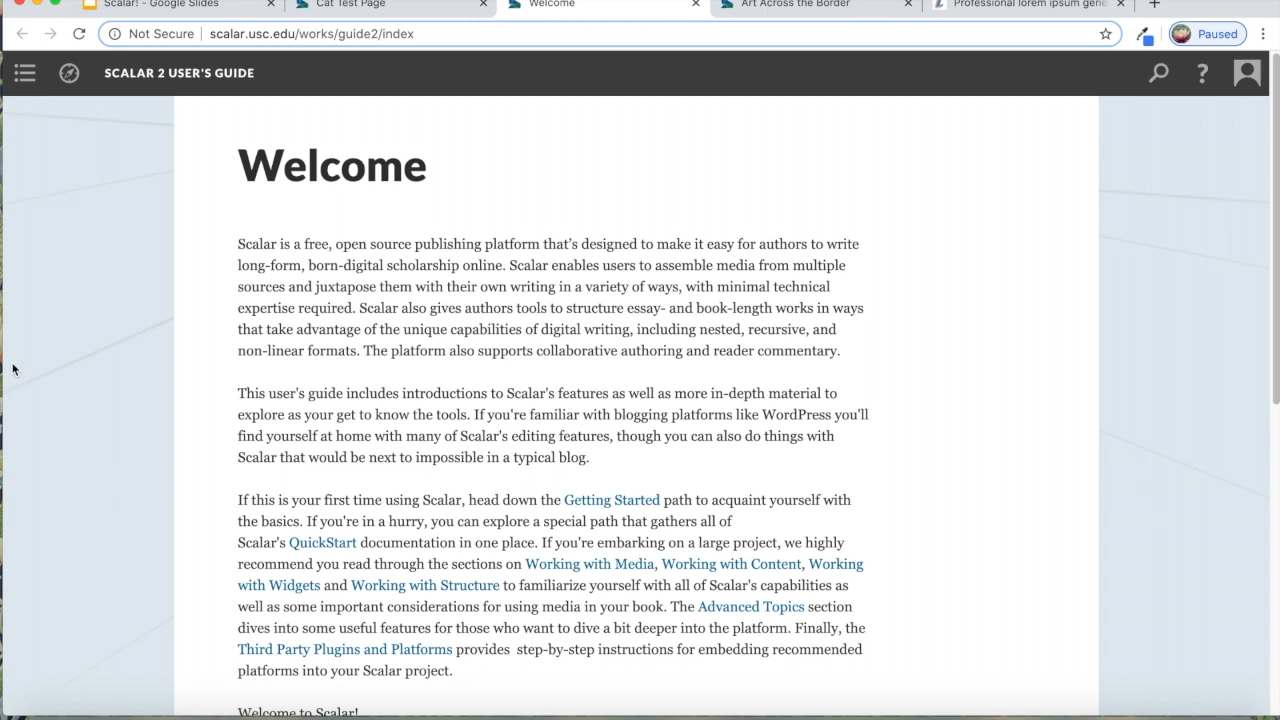 Scalar! - Google Slides
Cat Test Page
Welcome
Art Across the Border
Professional lorem ipsum gene
Not Secure
scalar.usc.edu/works/guide2/index
Paused
SCALAR 2 USER'S GUIDE
?
Welcome
Scalar is a free, open source publishing platform that's designed to make it easy for authors to write
long-form, born-digital scholarship online. Scalar enables users to assemble media from multiple
sources and juxtapose them with their own writing in a variety of ways, with minimal technical
expertise required. Scalar also gives authors tools to structure essay- and book-length works in ways
that take advantage of the unique capabilities of digital writing, including nested, recursive, and
non-linear formats. The platform also supports collaborative authoring and reader commentary.
This user's guide includes introductions to Scalar's features as well as more in-depth material to
explore as your get to know the tools. If you're familiar with blogging platforms like WordPress you'll
find yourself at home with many of Scalar's editing features, though you can also do things with
Scalar that would be next to impossible in a typical blog.
If this is your first time using Scalar, head down the Getting Started path to acquaint yourself with
the basics. If you're in a hurry, you can explore a special path that gathers all of
Scalar's QuickStart documentation in one place. If you're embarking on a large project, we highly
recommend you read through the sections on Working with Media, Working with Content, Working
with Widgets and Working with Structure to familiarize yourself with all of Scalar's capabilities as
well as some important considerations for using media in your book. The Advanced Topics section
dives into some useful features for those who want to dive a bit deeper into the platform. Finally, the
Third Party Plugins and Platforms provides step-by-step instructions for embedding recommended
platforms into your Scalar project.
Welcome to Scalar!